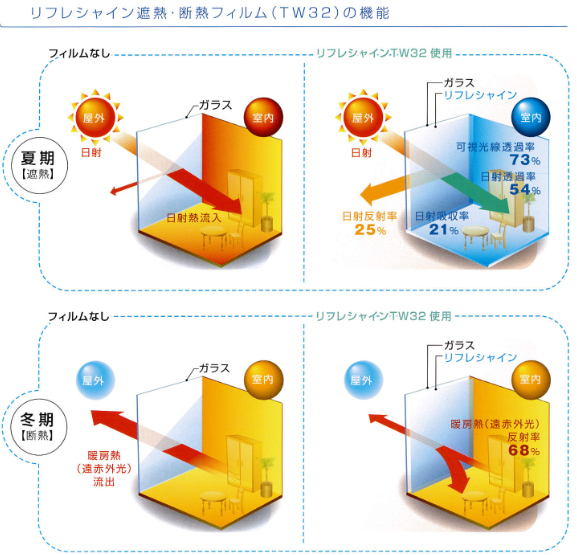 リフレシャイン遮熱・断熱フィルム(TW32)の機能
フィルムなし
リフレシャインTW32 使用
夏期
【遮熱】
屋外
日射
ガラス
室内
日射熱流入
屋外
日射
ガラス
リフレシャイン
室内
可視光線透過率
73%
日射透過率
54%
日射反射率
25%
日射吸収率
21%
フィルムなし
リフレシャインTW32 使用
冬期
【断熱】
屋外
ガラス
室内
暖房熱
(遠赤外光)
流出
屋外
ガラス
リフレシャイン
室内
暖房熱(遠赤外光)
反射率
68%